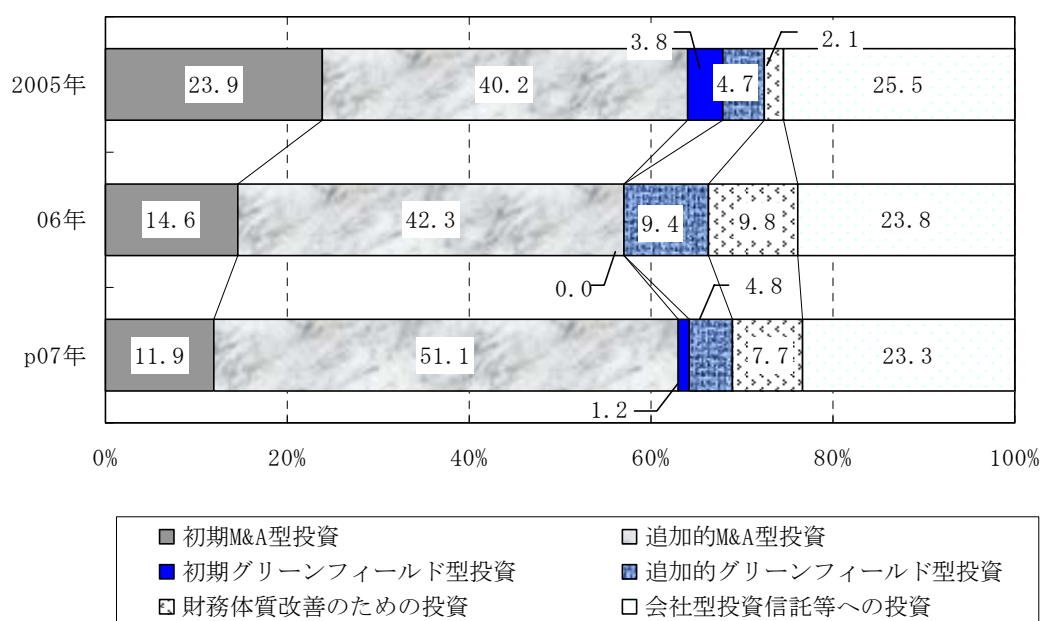 3.8 2.1
2005年 23.9 40.2 4.7 25.5
06年 14.6 42.3 9.4 9.8 23.8
0.0 4.8
p07年 11.9 51.1 7.7 23.3
1.2
0% 20% 40% 60% 80% 100%
初期M&A型投資 追加的M&A型投資
初期グリーンフィールド型投資 追加的グリーンフィールド型投資
財務体質改善のための投資 会社型投資信託等への投資